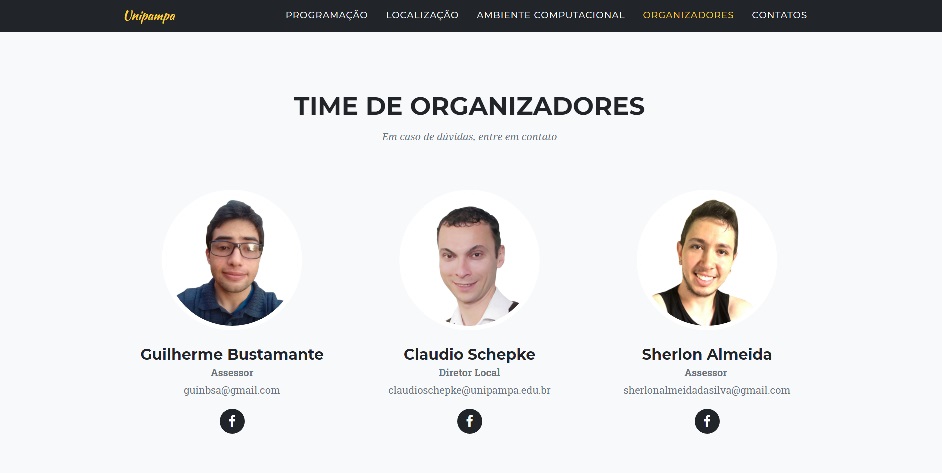 Unipampa PROGRAMAÇÃO LOCALIZAÇÃO AMBIENTE COMPUTACIONAL ORGANIZADORES CONTATOS
TIME DE ORGANIZADORES
Em caso de dúvidas, entre em contato
Guilherme Bustamante
Assessor
guinbsa@gmail.com
Claudio Schepke
Diretor Local
claudioschepke@unipampa.edu.br
Sherlon Almeida
Assessor
sherlonalmeidadasilva@gmail.com